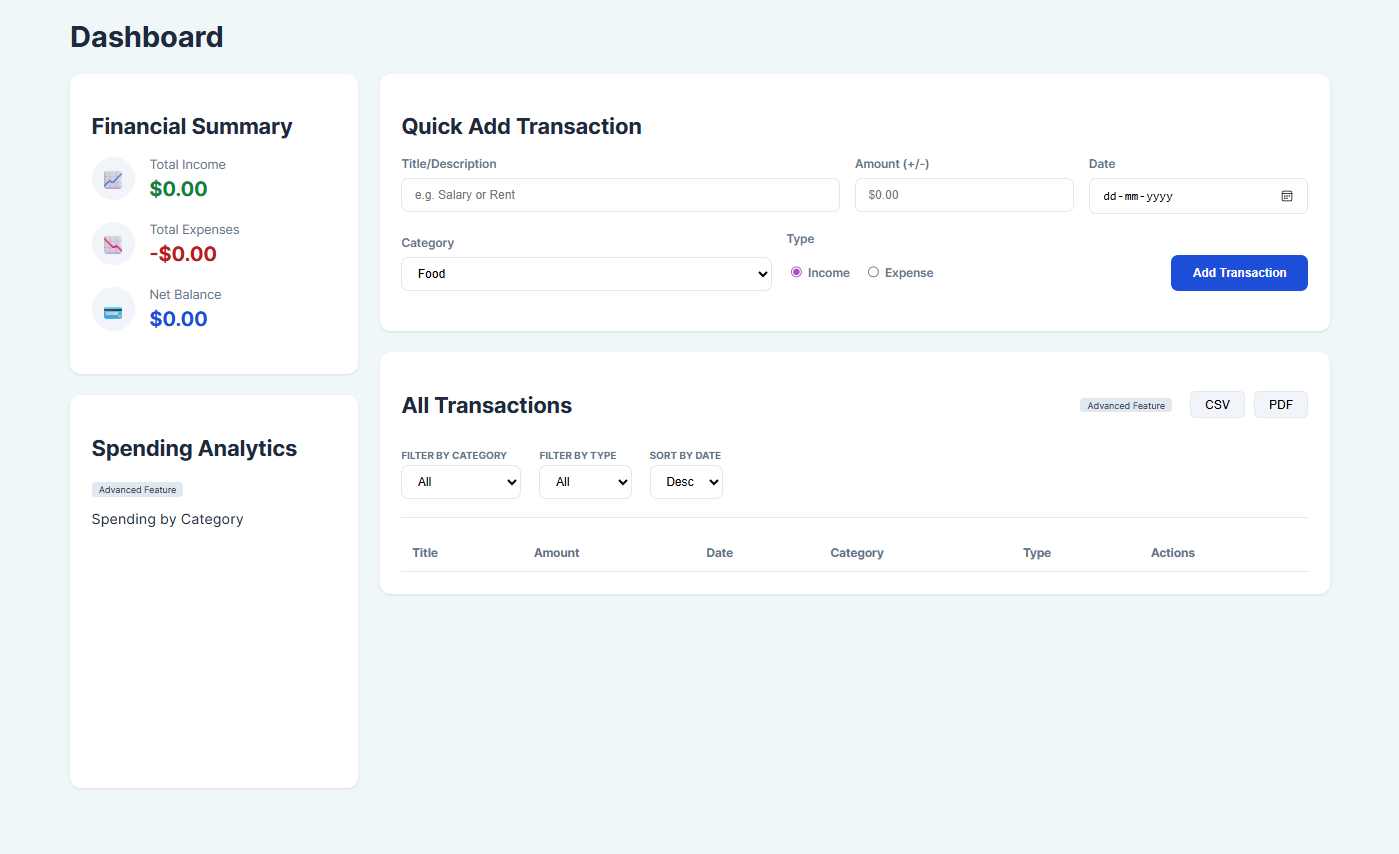 Dashboard
Financial Summary
Total Income
$0.00
Total Expenses
-$0.00
Net Balance
$0.00
Spending Analytics
Advanced Feature
Spending by Category
Quick Add Transaction
Title/Description Amount (+/-) Date
e.g. Salary or Rent $0.00 dd-mm-yyyy
Category Type
Food Income Expense Add Transaction
All Transactions Advanced Feature CSV PDF
FILTER BY CATEGORY FILTER BY TYPE SORT BY DATE
All All Desc
Title Amount Date Category Type Actions